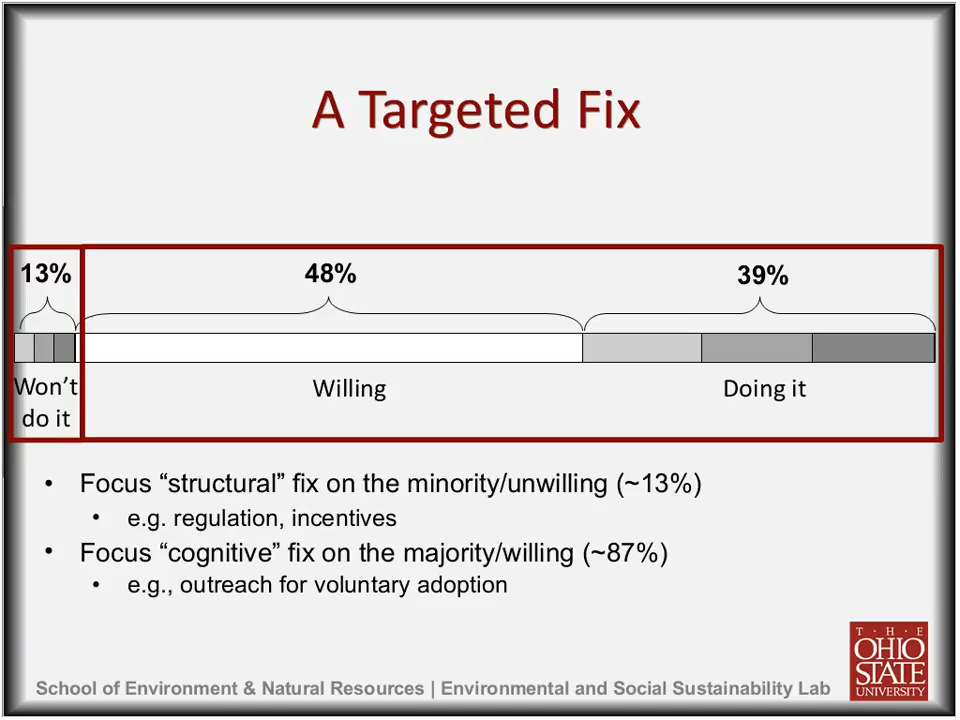 A Targeted Fix
13%
48%
39%
Won't
do it
Willing
Doing it
• Focus “structural” fix on the minority/unwilling (~13%)
• e.g. regulation, incentives
• Focus “cognitive” fix on the majority/willing (~87%)
• e.g., outreach for voluntary adoption
School of Environment & Natural Resources | Environmental and Social Sustainability Lab
T · H · E
OHIO
STATE
UNIVERSITY